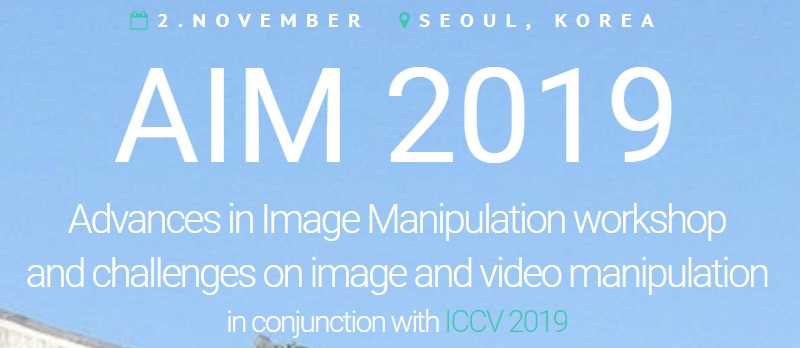 2.NOVEMBER SEOUL, KOREA
AIM 2019
Advances in Image Manipulation workshop
and challenges on image and video manipulation
in conjunction with ICCV 2019